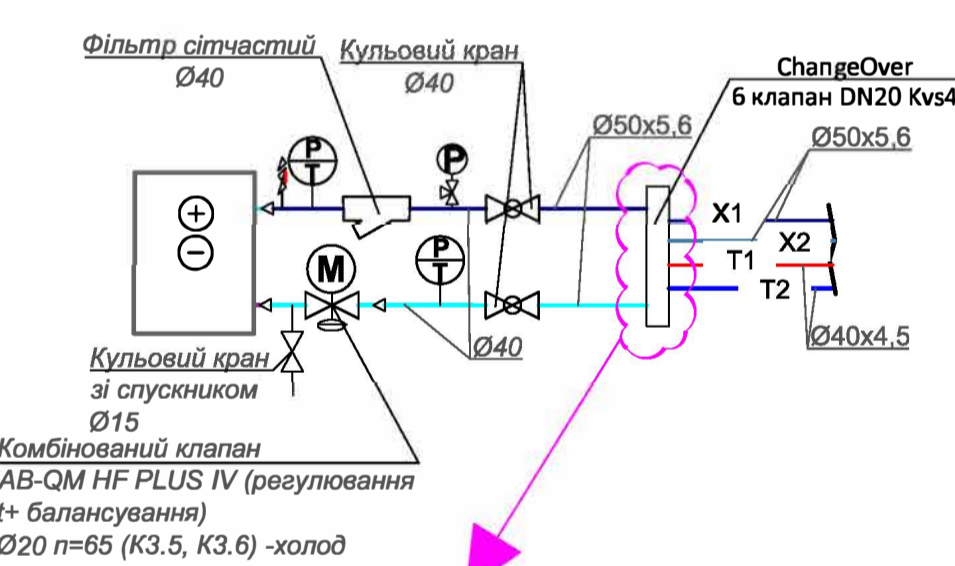 Фільтр сітчастий
Ø40
Кульовий кран
Ø40
ChangeOver
6 клапан DN20 Kvs4
Ø50x5,6
Ø50x5,6
P
T
P
X1
X2
T1
T2
P
T
M
Ø40
Ø40x4,5
Кульовий кран
зі спускником
Ø15
Комбінований клапан
AB-QM HF PLUS IV (регулювання
t+ балансування)
Ø20 n=65 (К3.5, К3.6) -холод